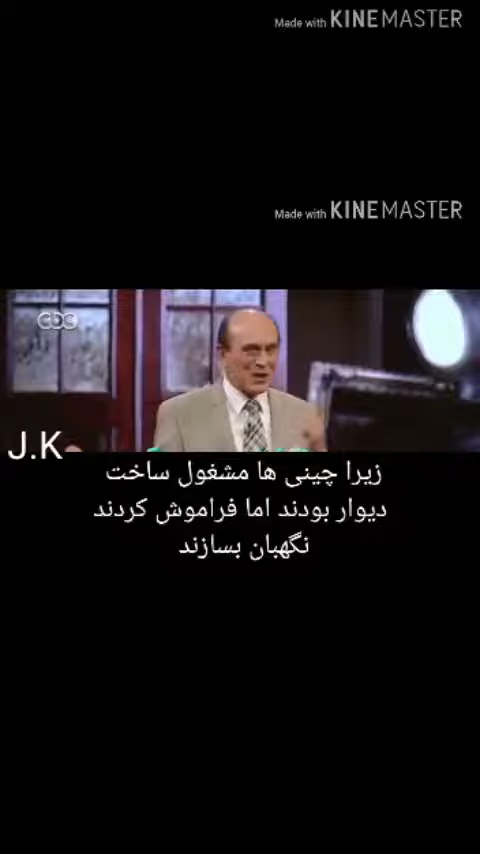 Made with KINEMASTER
Made with KINEMASTER
CBC
J.K
زیرا چینی ها مشغول ساخت
دیوار بودند اما فراموش کردند
نگهبان بسازند